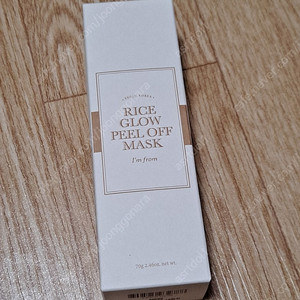 RICE
GLOW
PEEL OFF
MASK
I'm from